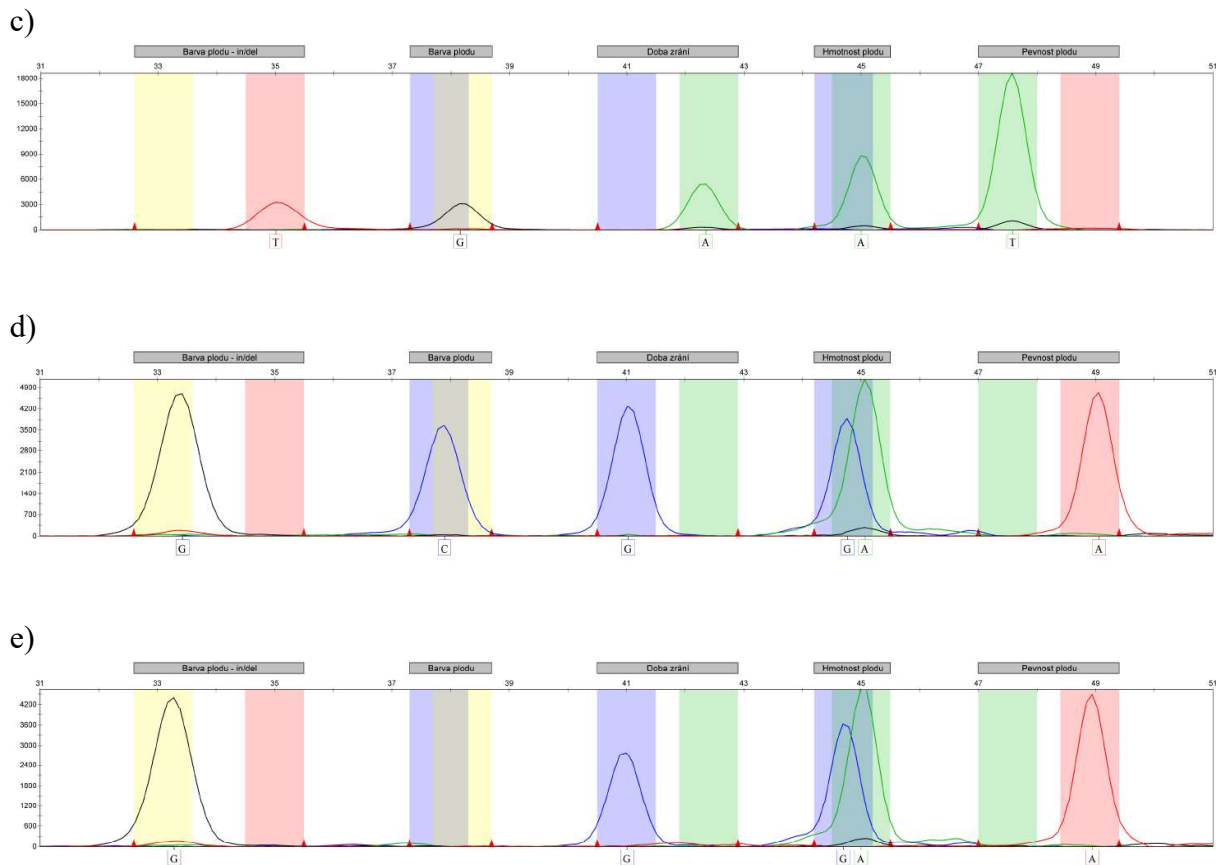 c)
Barva plodu - in/del Barva plodu Doba zrání Hmotnost plodu Pevnost plodu
31 33 35 37 39 41 43 45 47 49 51
18000
15000
12000
9000
6000
3000
0
T G A A T
d)
Barva plodu - in/del Barva plodu Doba zrání Hmotnost plodu Pevnost plodu
31 33 35 37 39 41 43 45 47 49 51
4900
4200
3500
2800
2100
1400
700
0
G C G G A A
e)
Barva plodu - in/del Barva plodu Doba zrání Hmotnost plodu Pevnost plodu
31 33 35 37 39 41 43 45 47 49 51
4200
3600
3000
2400
1800
1200
600
0
G G G A A